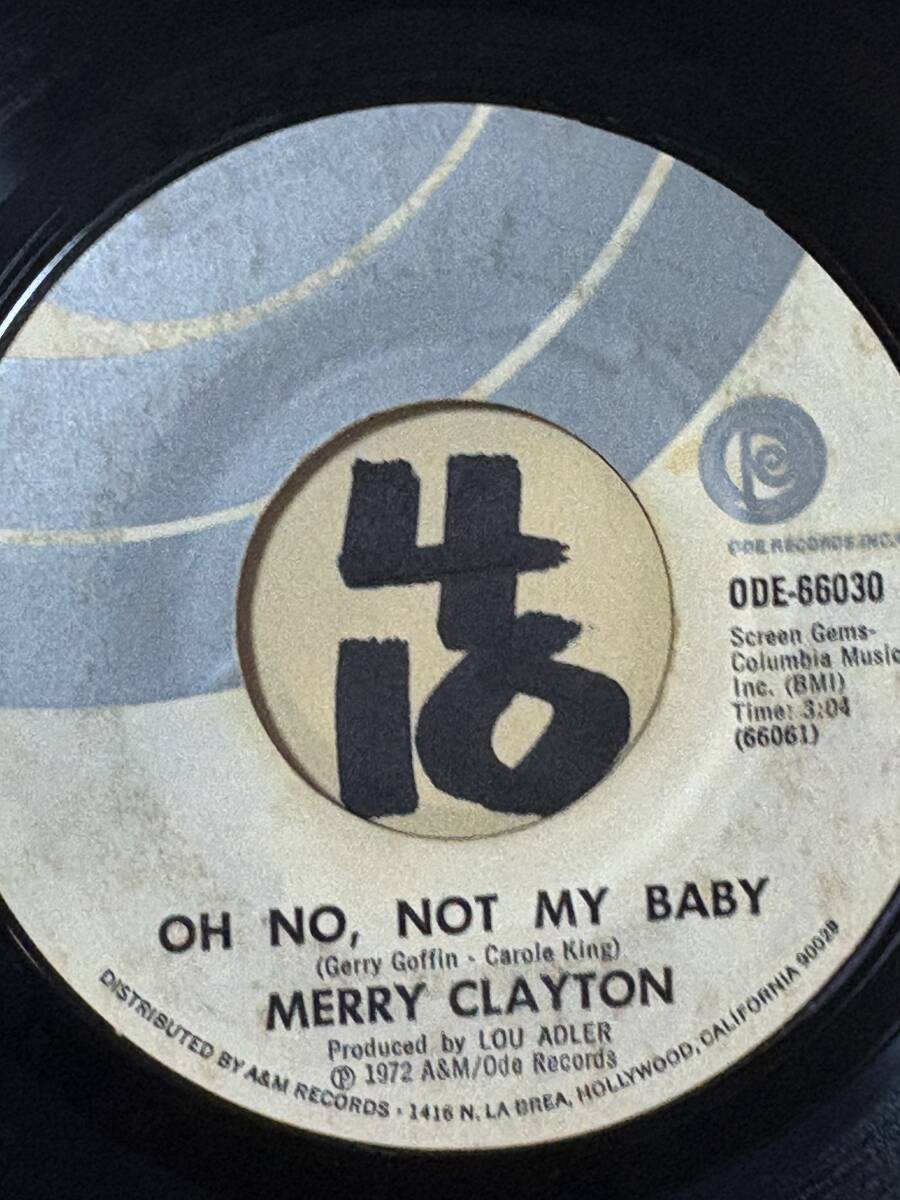 4
10
ODE RECORDS INC.
ODE-66030
Screen Gems-
Columbia Music
Inc. (BMI)
Time: 3:04
(66061)
OH NO, NOT MY BABY
(Gerry Goffin - Carole King)
MERRY CLAYTON
Produced by LOU ADLER
℗ 1972 A&M/Ode Records
DISTRIBUTED BY A&M RECORDS · 1416 N. LA BREA, HOLLYWOOD, CALIFORNIA 90028